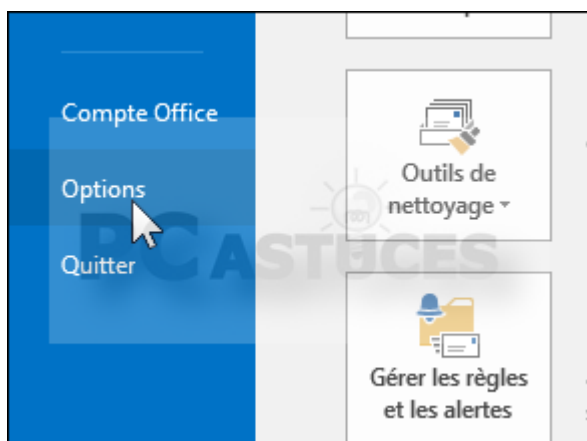 Compte Office
Options
Quitter
PC ASTUCES
Outils de
nettoyage
Gérer les règles
et les alertes